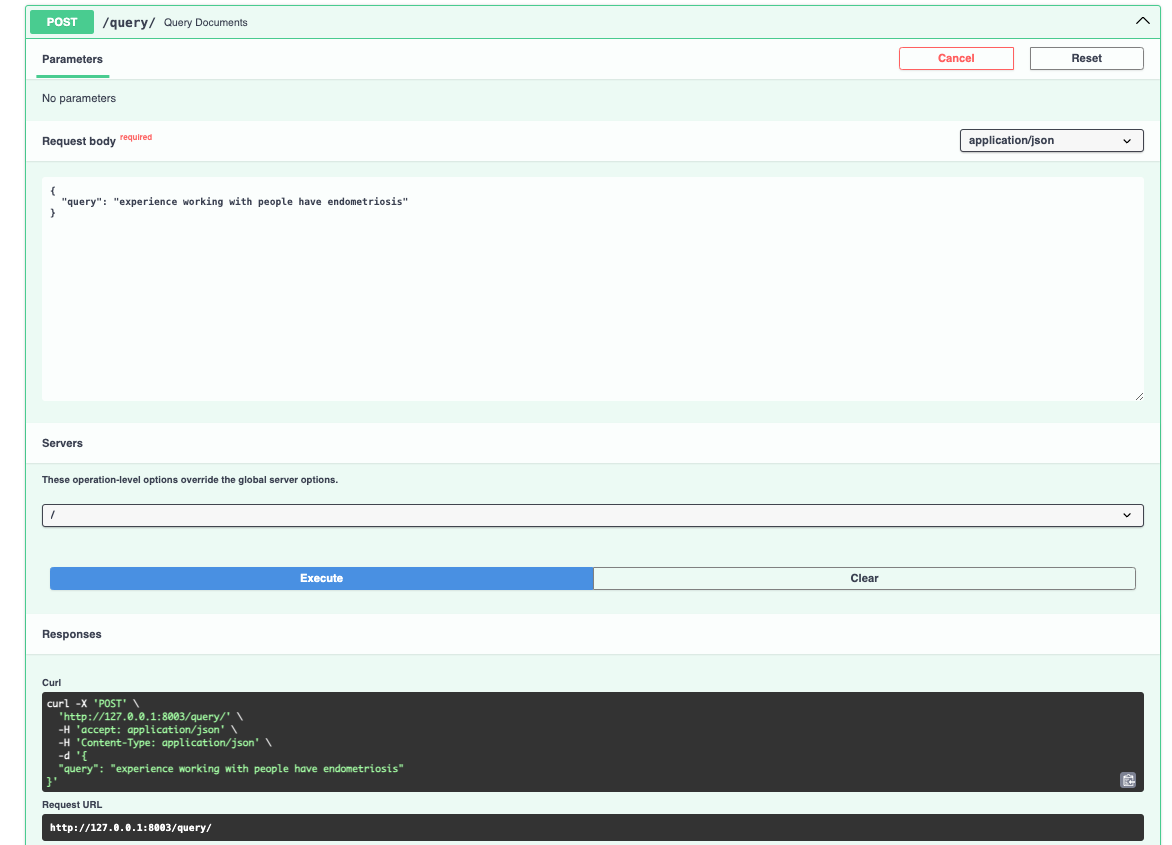 POST /query/ Query Documents
Parameters
Cancel
Reset
No parameters
Request body required
application/json
{
  "query": "experience working with people have endometriosis"
}
Servers
These operation-level options override the global server options.
/
Execute
Clear
Responses
Curl
curl -X 'POST' \
  'http://127.0.0.1:8003/query/' \
  -H 'accept: application/json' \
  -H 'Content-Type: application/json' \
  -d '{
  "query": "experience working with people have endometriosis"
}'
Request URL
http://127.0.0.1:8003/query/